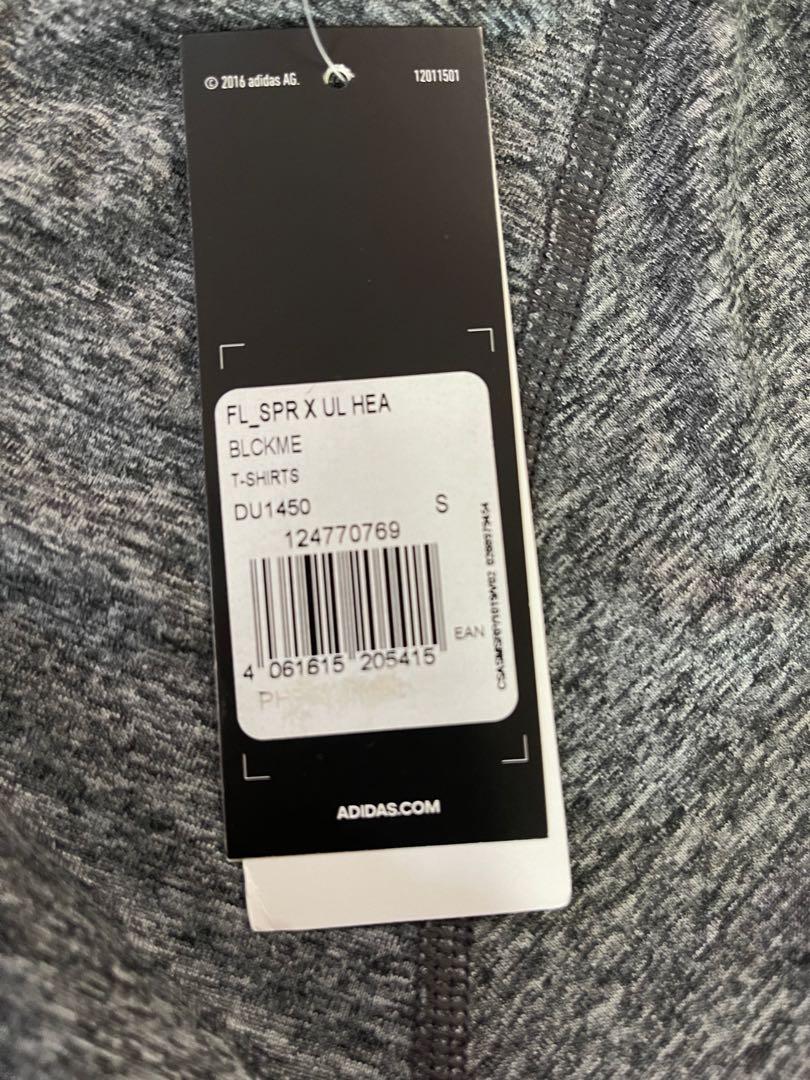 © 2016 adidas AG. 12011501
FL_SPR X UL HEA
BLCKME
T-SHIRTS
DU1450 S
124770769
4 061615 205415 EAN
ADIDAS.COM